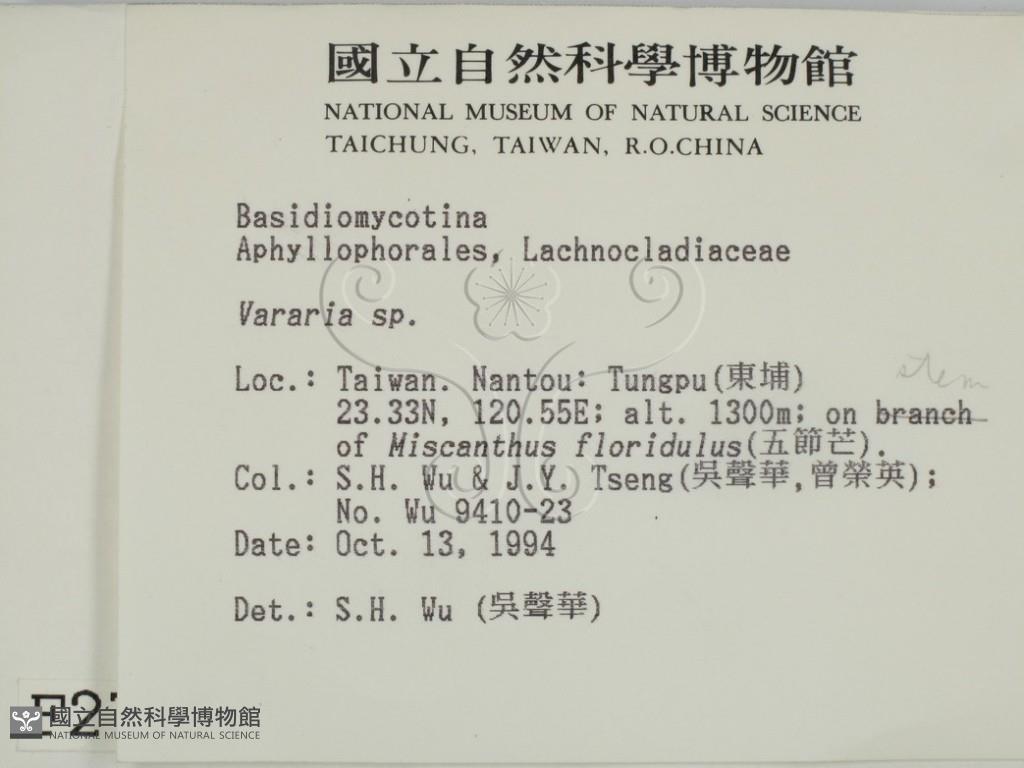 國立自然科學博物館
NATIONAL MUSEUM OF NATURAL SCIENCE
TAICHUNG, TAIWAN, R.O.CHINA
Basidiomycotina
Aphyllophorales, Lachnocladiaceae
Vararia sp.
Loc.: Taiwan. Nantou: Tungpu(東埔)
stem
23.33N, 120.55E; alt. 1300m; on branch
of Miscanthus floridulus(五節芒).
Col.: S.H. Wu & J.Y. Tseng(吳聲華,曾榮英);
No. Wu 9410-23
Date: Oct. 13, 1994
Det.: S.H. Wu (吳聲華)
F2
國立自然科學博物館
NATIONAL MUSEUM OF NATURAL SCIENCE